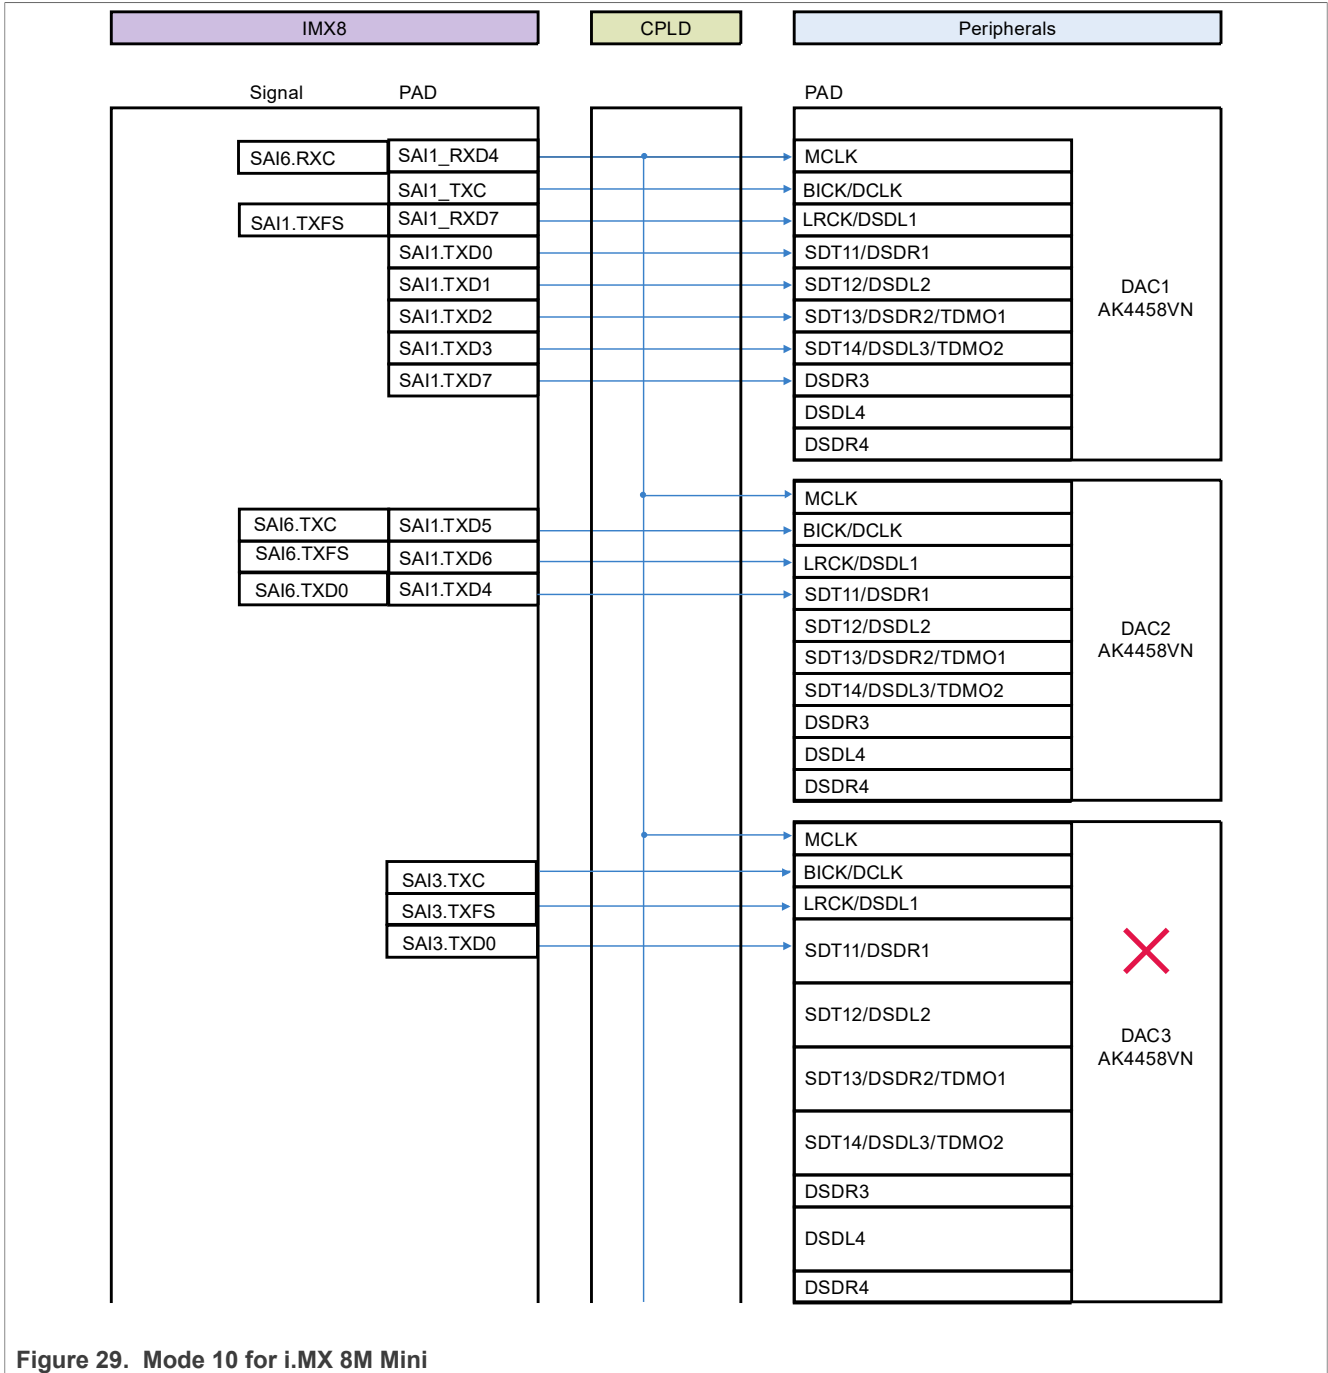 IMX8 CPLD Peripherals
Signal PAD PAD
SAI6.RXC SAI1_RXD4 MCLK
SAI1_TXC BICK/DCLK
SAI1.TXFS SAI1_RXD7 LRCK/DSDL1
SAI1.TXD0 SDT11/DSDR1
SAI1.TXD1 SDT12/DSDL2
DAC1
AK4458VN
SAI1.TXD2 SDT13/DSDR2/TDMO1
SAI1.TXD3 SDT14/DSDL3/TDMO2
SAI1.TXD7 DSDR3
DSDL4
DSDR4
MCLK
SAI6.TXC SAI1.TXD5 BICK/DCLK
SAI6.TXFS SAI1.TXD6 LRCK/DSDL1
SAI6.TXD0 SAI1.TXD4 SDT11/DSDR1
SDT12/DSDL2
DAC2
AK4458VN
SDT13/DSDR2/TDMO1
SDT14/DSDL3/TDMO2
DSDR3
DSDL4
DSDR4
MCLK
SAI3.TXC BICK/DCLK
SAI3.TXFS LRCK/DSDL1
SAI3.TXD0 SDT11/DSDR1
SDT12/DSDL2
DAC3
AK4458VN
SDT13/DSDR2/TDMO1
SDT14/DSDL3/TDMO2
DSDR3
DSDL4
DSDR4
Figure 29. Mode 10 for i.MX 8M Mini